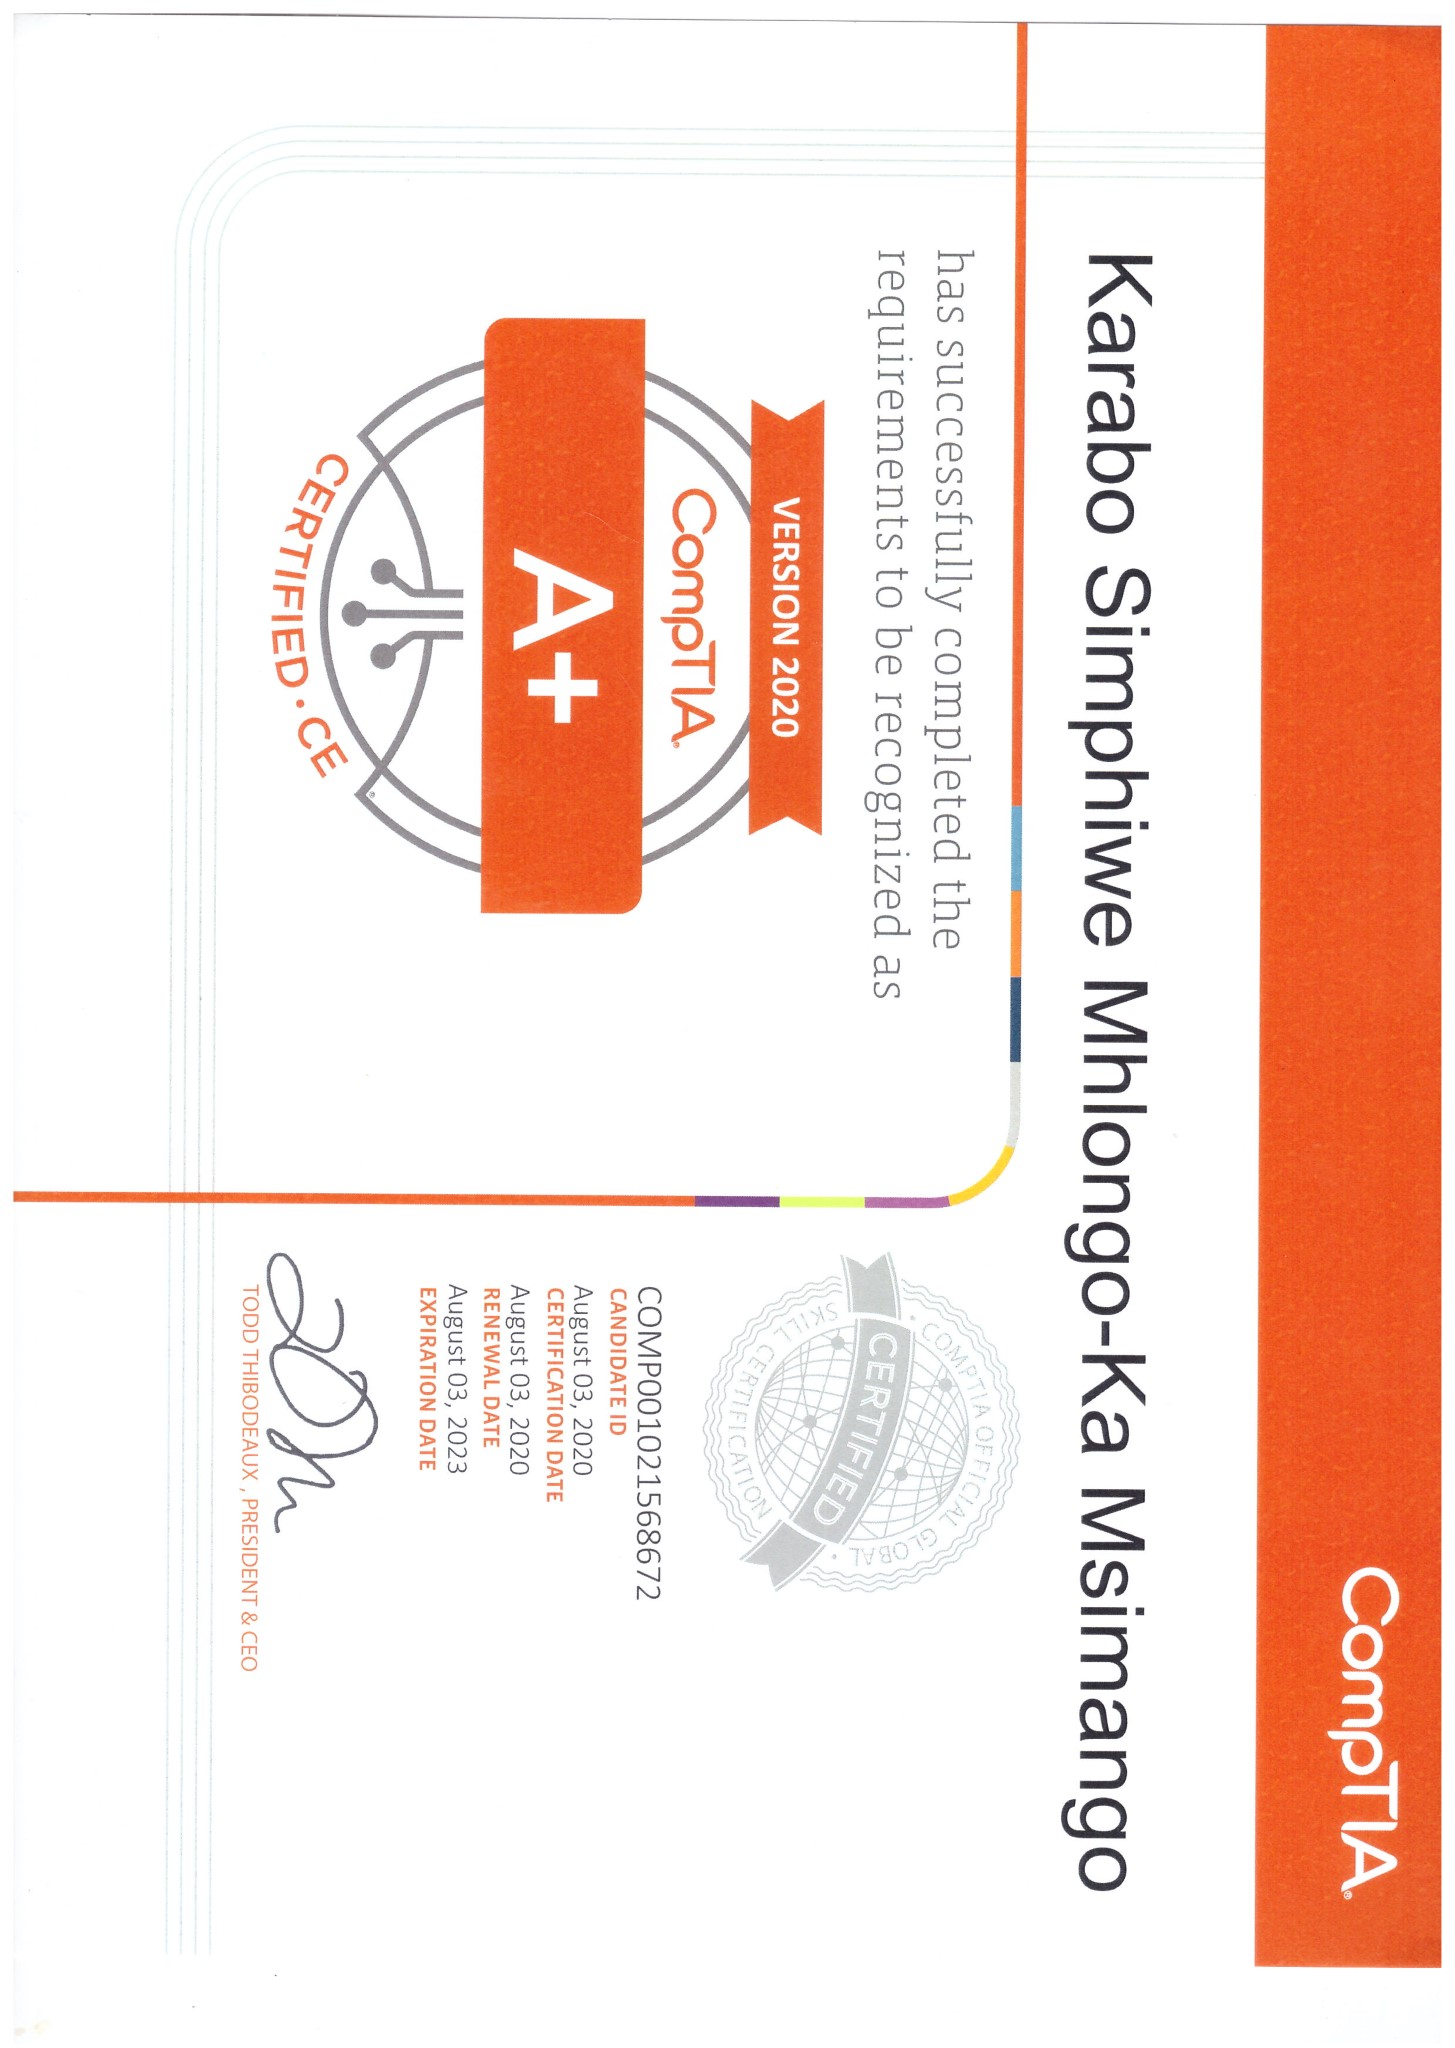 CompTIA®
Karabo Simphiwe Mhlongo-Ka Msimango
has successfully completed the
requirements to be recognized as
VERSION 2020
CompTIA®
A+
CERTIFIED • CE®
• COMPTIA OFFICIAL GLOBAL •
SKILL CERTIFICATION
CERTIFIED
COMP001021568672
CANDIDATE ID
August 03, 2020
CERTIFICATION DATE
August 03, 2020
RENEWAL DATE
August 03, 2023
EXPIRATION DATE
TODD THIBODEAUX , PRESIDENT & CEO